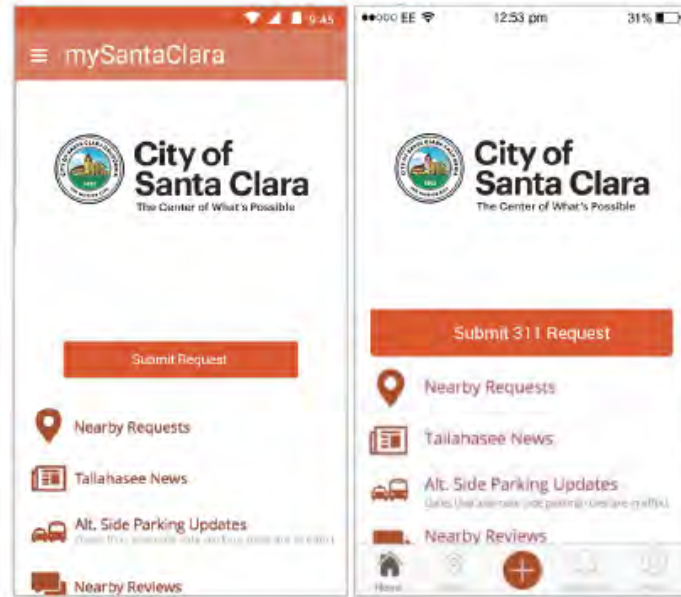 9:45
mySantaClara
City of
Santa Clara
The Center of What's Possible
Submit Request
Nearby Requests
Tallahasee News
Alt. Side Parking Updates
Nearby Reviews
EE
12:53 pm
31%
City of
Santa Clara
The Center of What's Possible
Submit 311 Request
Nearby Requests
Tallahasee News
Alt. Side Parking Updates
Nearby Reviews
Home